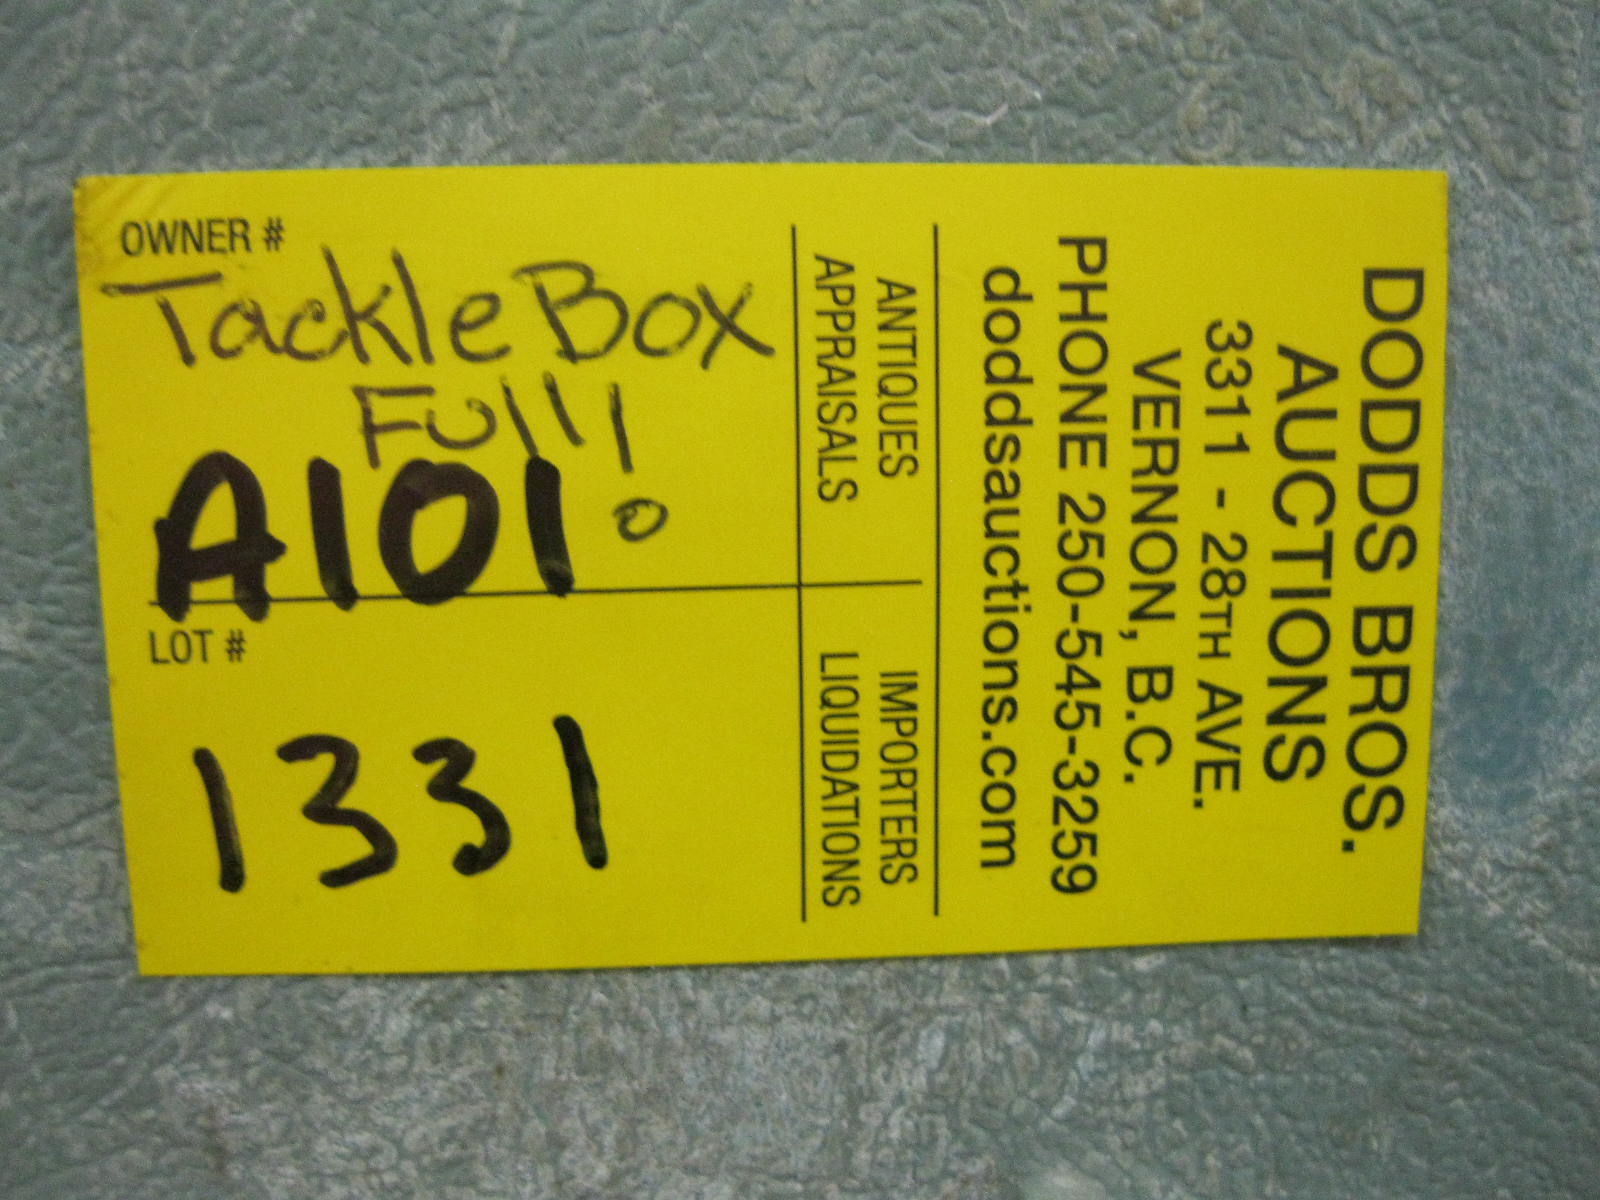 OWNER #
Tackle Box
Full!
A101
LOT #
1331
DODDS BROS.
AUCTIONS
3311 - 28TH AVE.
VERNON, B.C.
PHONE 250-545-3259
doddsauctions.com
ANTIQUES IMPORTERS
APPRAISALS LIQUIDATIONS